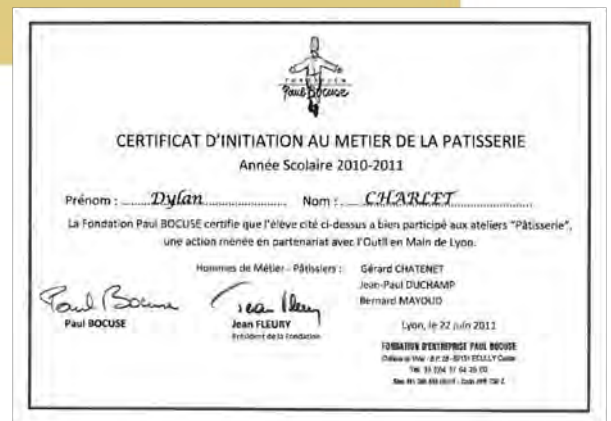 FONDATION
Paul Bocuse
CERTIFICAT D'INITIATION AU METIER DE LA PATISSERIE
Année Scolaire 2010-2011
Prénom : Dylan Nom : CHARLET
La Fondation Paul BOCUSE certifie que l'élève cité ci-dessus a bien participé aux ateliers "Pâtisserie",
une action menée en partenariat avec l'Outil en Main de Lyon.
Hommes de Métier - Pâtissiers : Gérard CHATENET
Jean-Paul DUCHAMP
Bernard MAYOUD
Paul Bocuse
Jean Fleury
Paul BOCUSE
Jean FLEURY
Président de la Fondation
Lyon, le 22 juin 2011
FONDATION D'ENTREPRISE PAUL BOCUSE
ECULLY